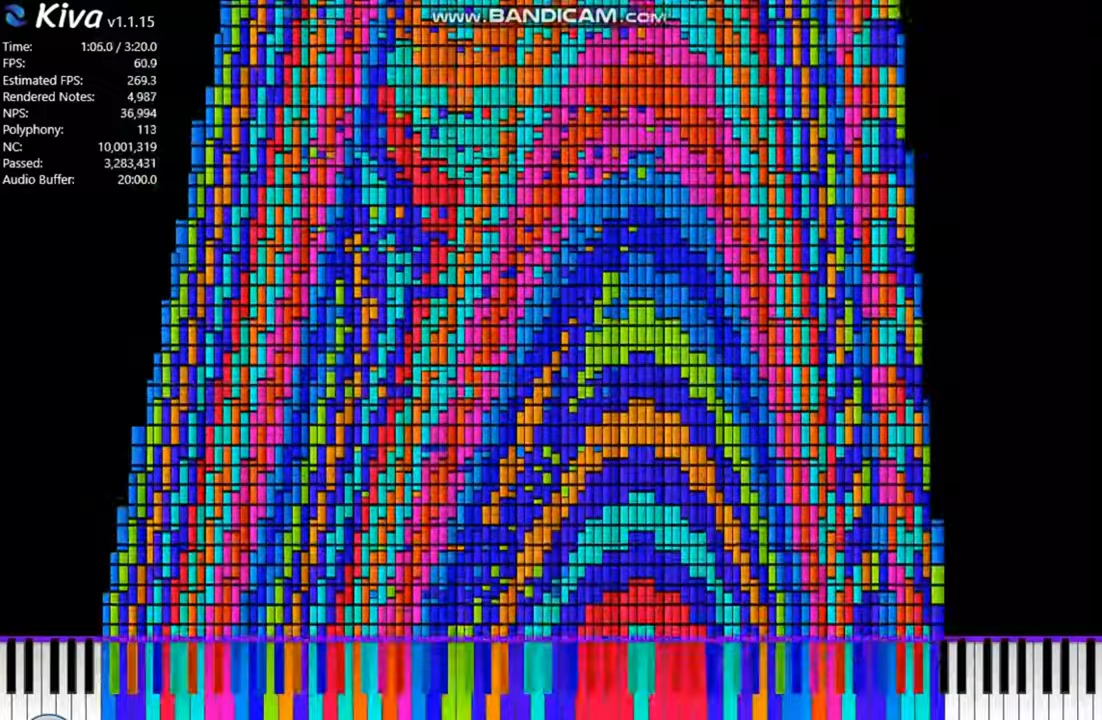 Kiva v1.1.15
www.BANDICAM.com
Time: 1:06.0 / 3:20.0
FPS: 60.9
Estimated FPS: 269.3
Rendered Notes: 4,987
NPS: 36,994
Polyphony: 113
NC: 10,001,319
Passed: 3,283,431
Audio Buffer: 20:00.0